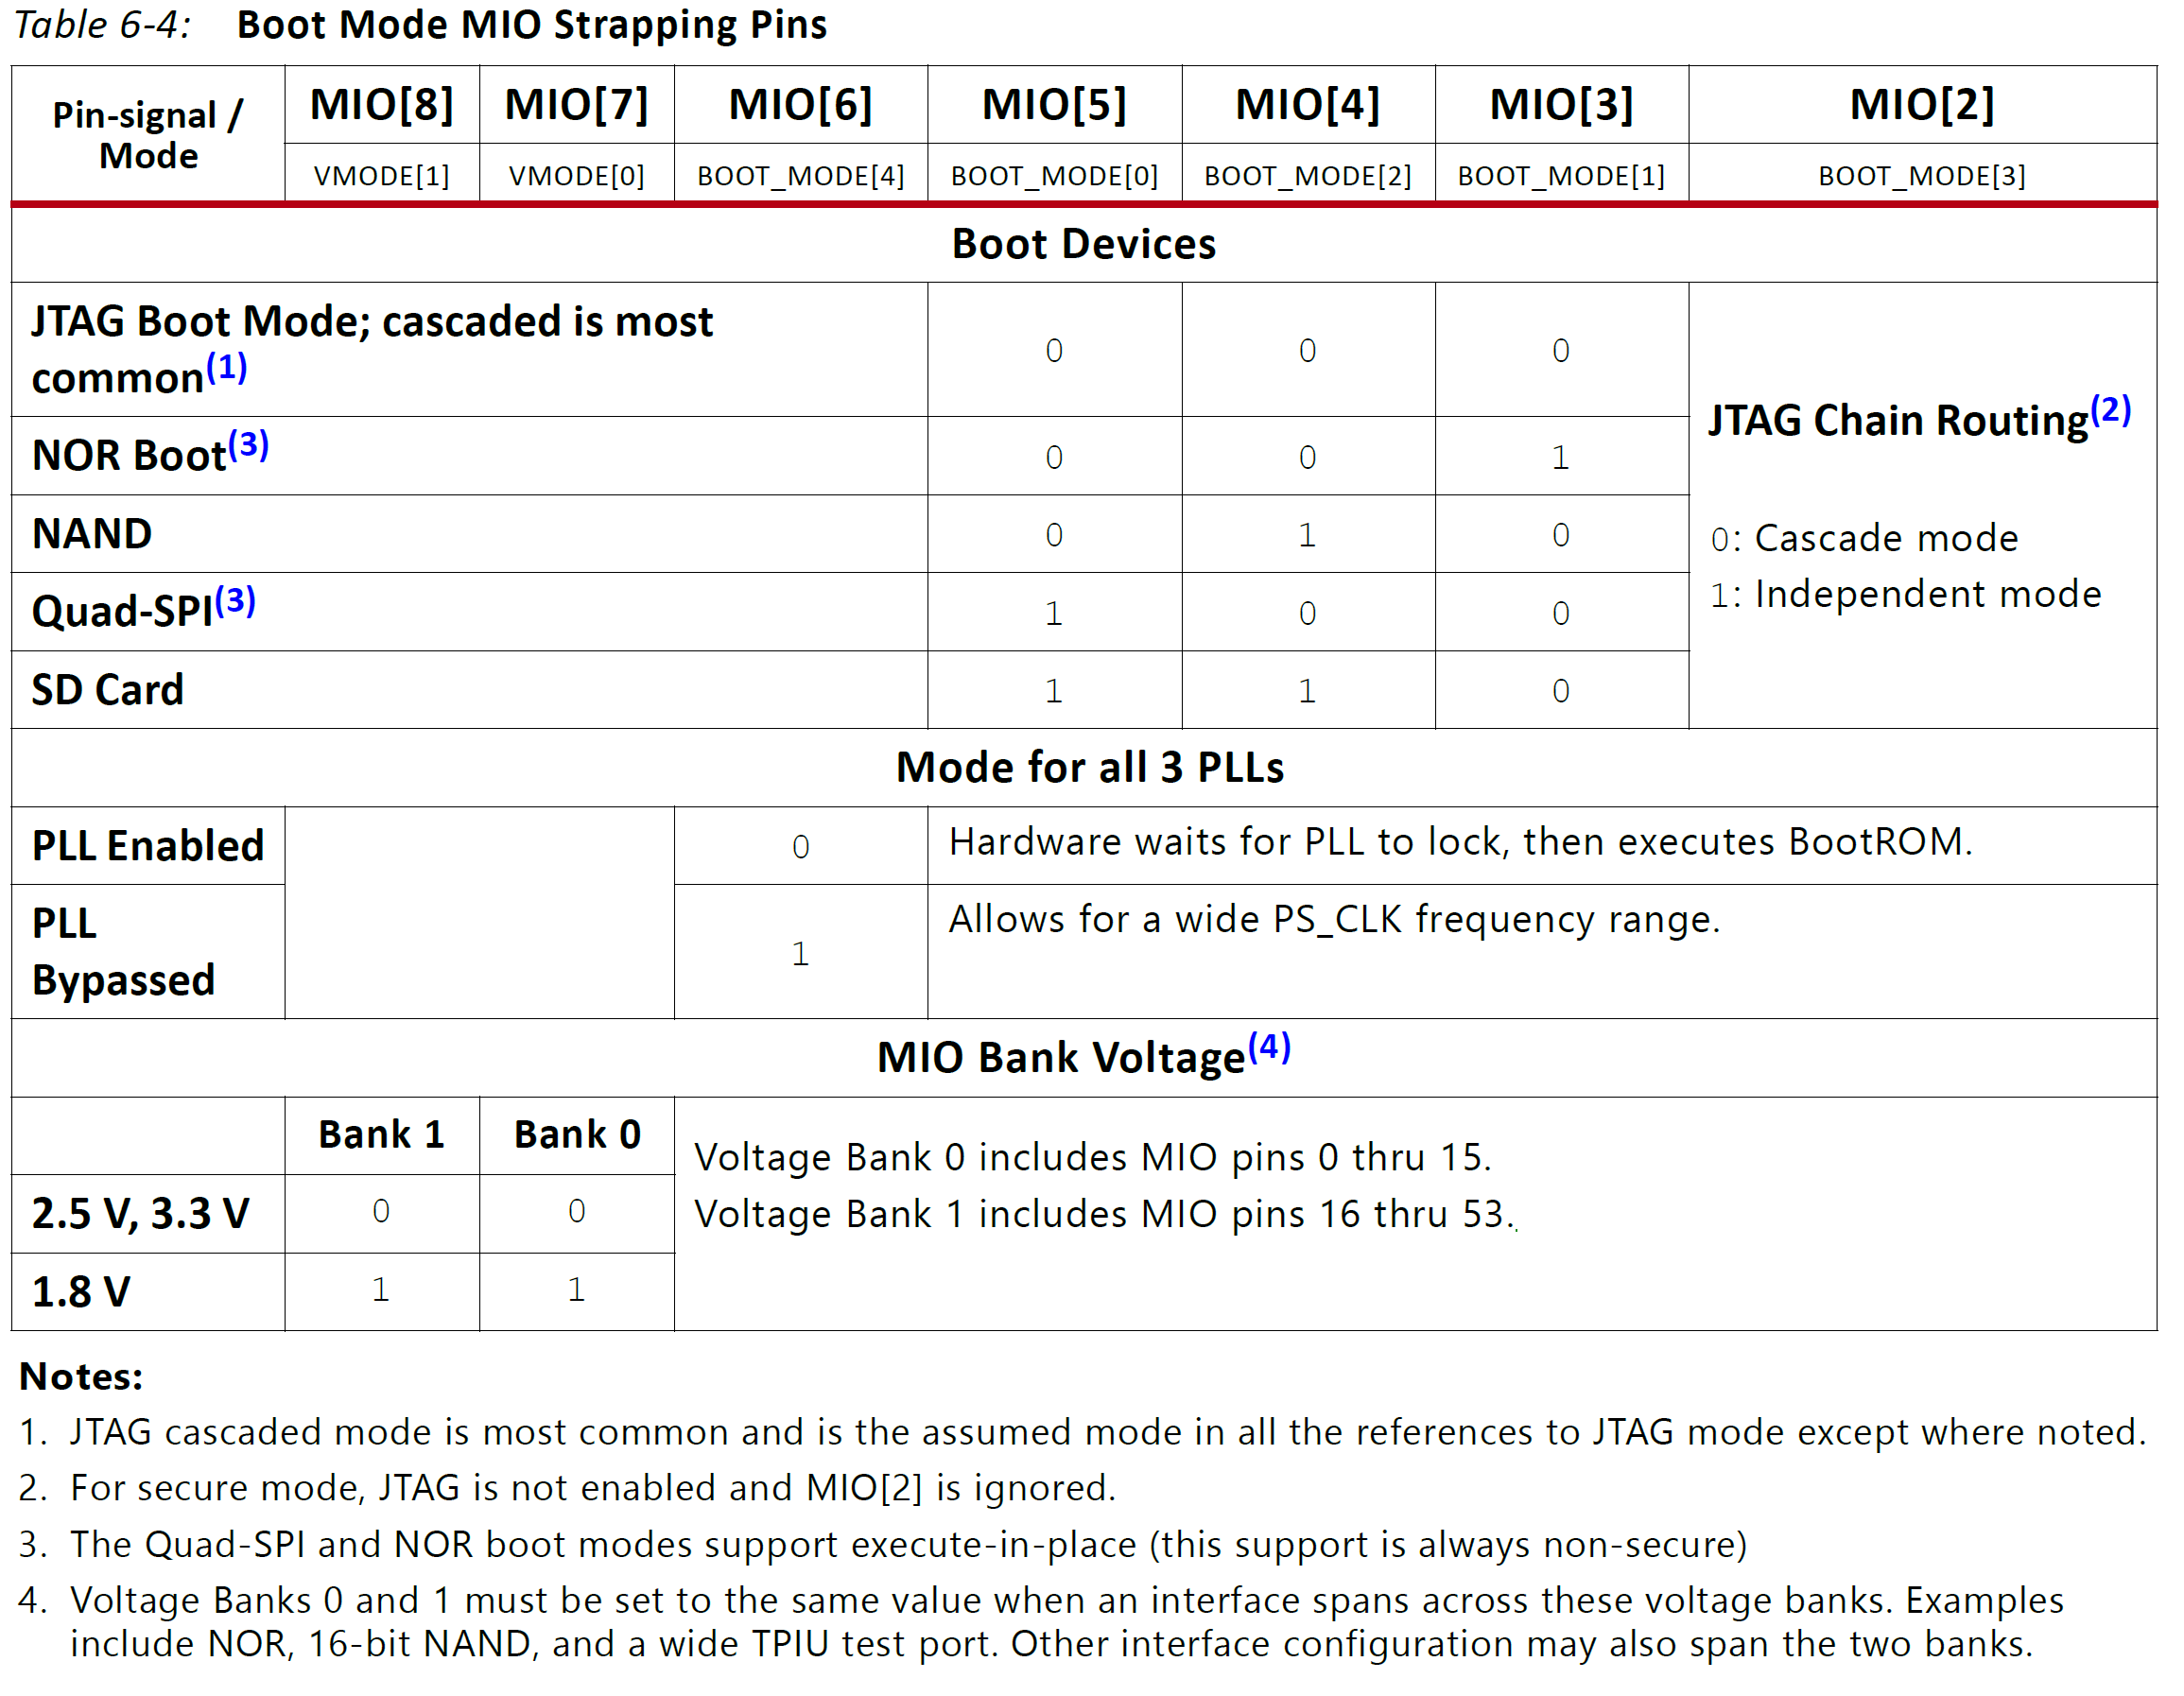 Table 6-4: Boot Mode MIO Strapping Pins
Pin-signal / Mode MIO[8] MIO[7] MIO[6] MIO[5] MIO[4] MIO[3] MIO[2]
VMODE[1] VMODE[0] BOOT_MODE[4] BOOT_MODE[0] BOOT_MODE[2] BOOT_MODE[1] BOOT_MODE[3]
Boot Devices
JTAG Boot Mode; cascaded is most
common(1) 0 0 0
NOR Boot(3) 0 0 1
NAND 0 1 0
Quad-SPI(3) 1 0 0
SD Card 1 1 0
JTAG Chain Routing(2)
0: Cascade mode
1: Independent mode
Mode for all 3 PLLs
PLL Enabled 0 Hardware waits for PLL to lock, then executes BootROM.
PLL
Bypassed 1 Allows for a wide PS_CLK frequency range.
MIO Bank Voltage(4)
Bank 1 Bank 0
2.5 V, 3.3 V 0 0
1.8 V 1 1
Voltage Bank 0 includes MIO pins 0 thru 15.
Voltage Bank 1 includes MIO pins 16 thru 53..
Notes:
1. JTAG cascaded mode is most common and is the assumed mode in all the references to JTAG mode except where noted.
2. For secure mode, JTAG is not enabled and MIO[2] is ignored.
3. The Quad-SPI and NOR boot modes support execute-in-place (this support is always non-secure)
4. Voltage Banks 0 and 1 must be set to the same value when an interface spans across these voltage banks. Examples
include NOR, 16-bit NAND, and a wide TPIU test port. Other interface configuration may also span the two banks.